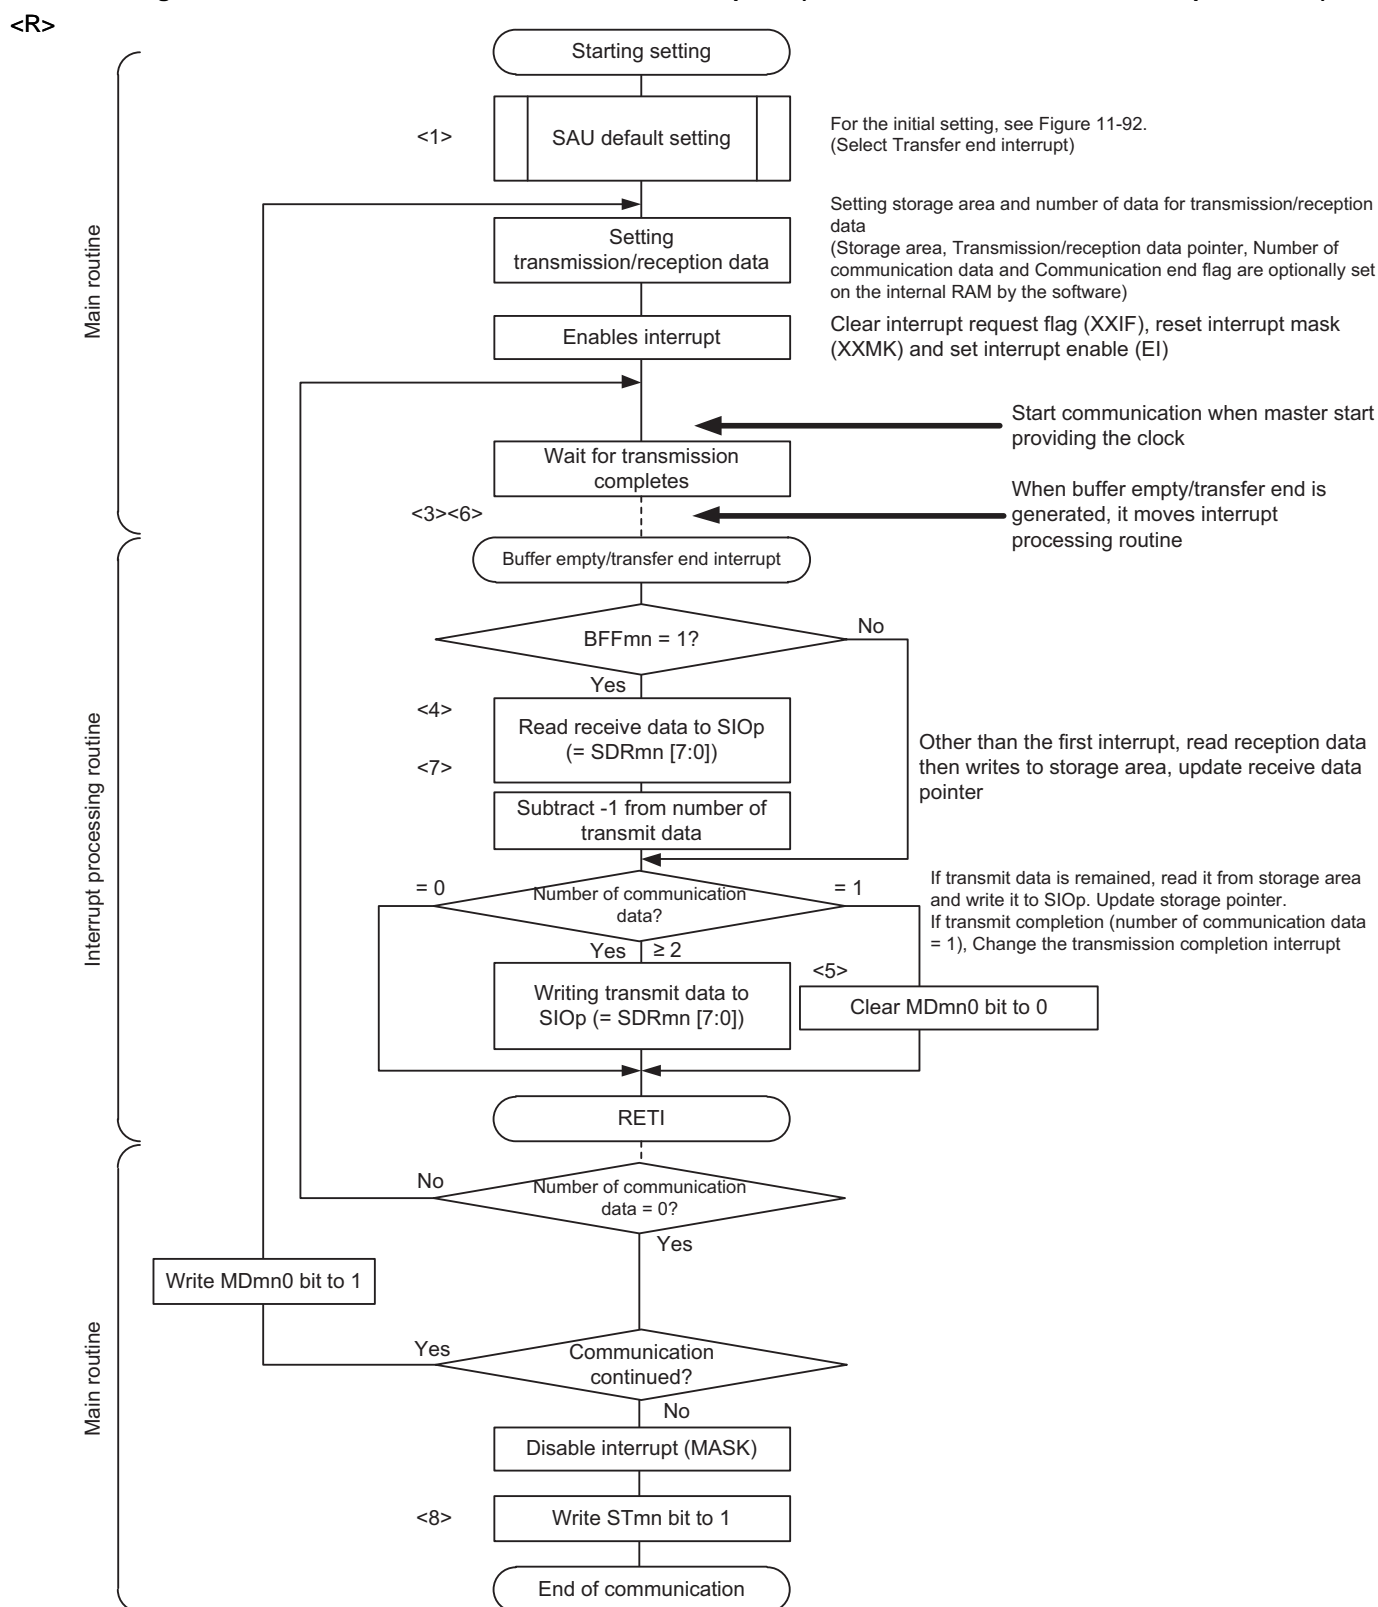 <R>
Starting setting
<1>
SAU default setting
For the initial setting, see Figure 11-92.
(Select Transfer end interrupt)
Setting storage area and number of data for transmission/reception
data
(Storage area, Transmission/reception data pointer, Number of
communication data and Communication end flag are optionally set
on the internal RAM by the software)
Setting
transmission/reception data
Main routine
Enables interrupt
Clear interrupt request flag (XXIF), reset interrupt mask
(XXMK) and set interrupt enable (EI)
Start communication when master start
providing the clock
Wait for transmission
completes
When buffer empty/transfer end is
generated, it moves interrupt
processing routine
<3><6>
Buffer empty/transfer end interrupt
BFFmn = 1?
No
Yes
<4>
Read receive data to SIOp
(= SDRmn [7:0])
<7>
Other than the first interrupt, read reception data
then writes to storage area, update receive data
pointer
Subtract -1 from number of
transmit data
Interrupt processing routine
= 0
Number of communication
data?
= 1
If transmit data is remained, read it from storage area
and write it to SIOp. Update storage pointer.
If transmit completion (number of communication data
= 1), Change the transmission completion interrupt
Yes ≥ 2
<5>
Writing transmit data to
SIOp (= SDRmn [7:0])
Clear MDmn0 bit to 0
RETI
No
Number of communication
data = 0?
Yes
Write MDmn0 bit to 1
Main routine
Yes
Communication
continued?
No
Disable interrupt (MASK)
<8>
Write STmn bit to 1
End of communication